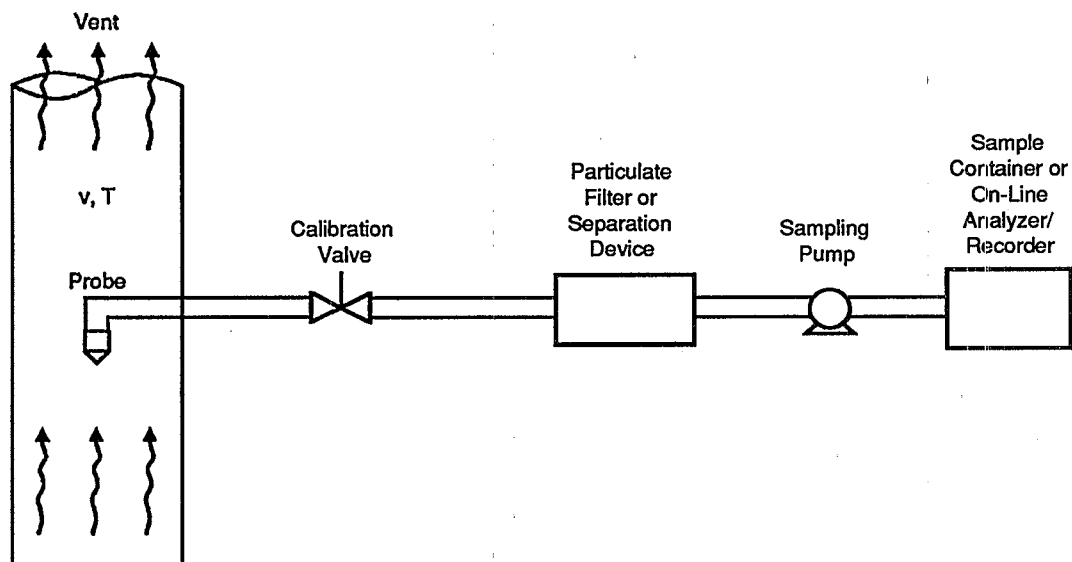 Vent
v, T
Probe
Calibration
Valve
Particulate
Filter or
Separation
Device
Sampling
Pump
Sample
Container or
On-Line
Analyzer/
Recorder